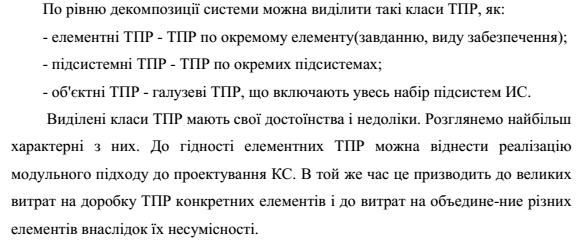 По рівню декомпозиції системи можна виділити такі класи ТПР, як:
- елементні ТПР - ТПР по окремому елементу(завданню, виду забезпечення);
- підсистемні ТПР - ТПР по окремих підсистемах;
- об'єктні ТПР - галузеві ТПР, що включають увесь набір підсистем ИС.
Виділені класи ТПР мають свої достоїнства і недоліки. Розглянемо найбільш
характерні з них. До гідності елементних ТПР можна віднести реалізацію
модульного підходу до проектування КС. В той же час це призводить до великих
витрат на доробку ТПР конкретних елементів і до витрат на объедине-ние різних
елементів внаслідок їх несумісності.